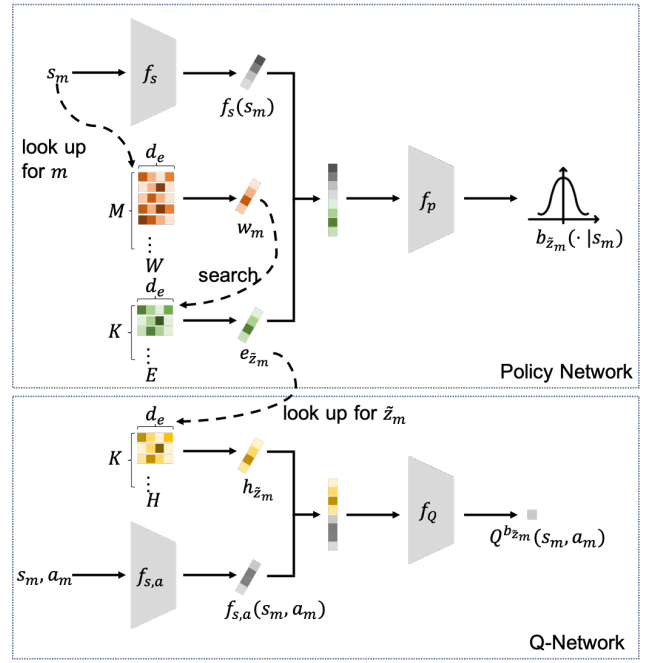 s_m
f_s
f_s(s_m)
look up
for m
d_e
M
⋮
W
w_m
search
d_e
K
⋮
E
e_{z̃_m}
f_p
b_{z̃_m}(· |s_m)
Policy Network
look up for z̃_m
d_e
K
⋮
H
h_{z̃_m}
f_Q
Q^{b_{z̃_m}}(s_m, a_m)
s_m, a_m
f_{s,a}
f_{s,a}(s_m, a_m)
Q-Network